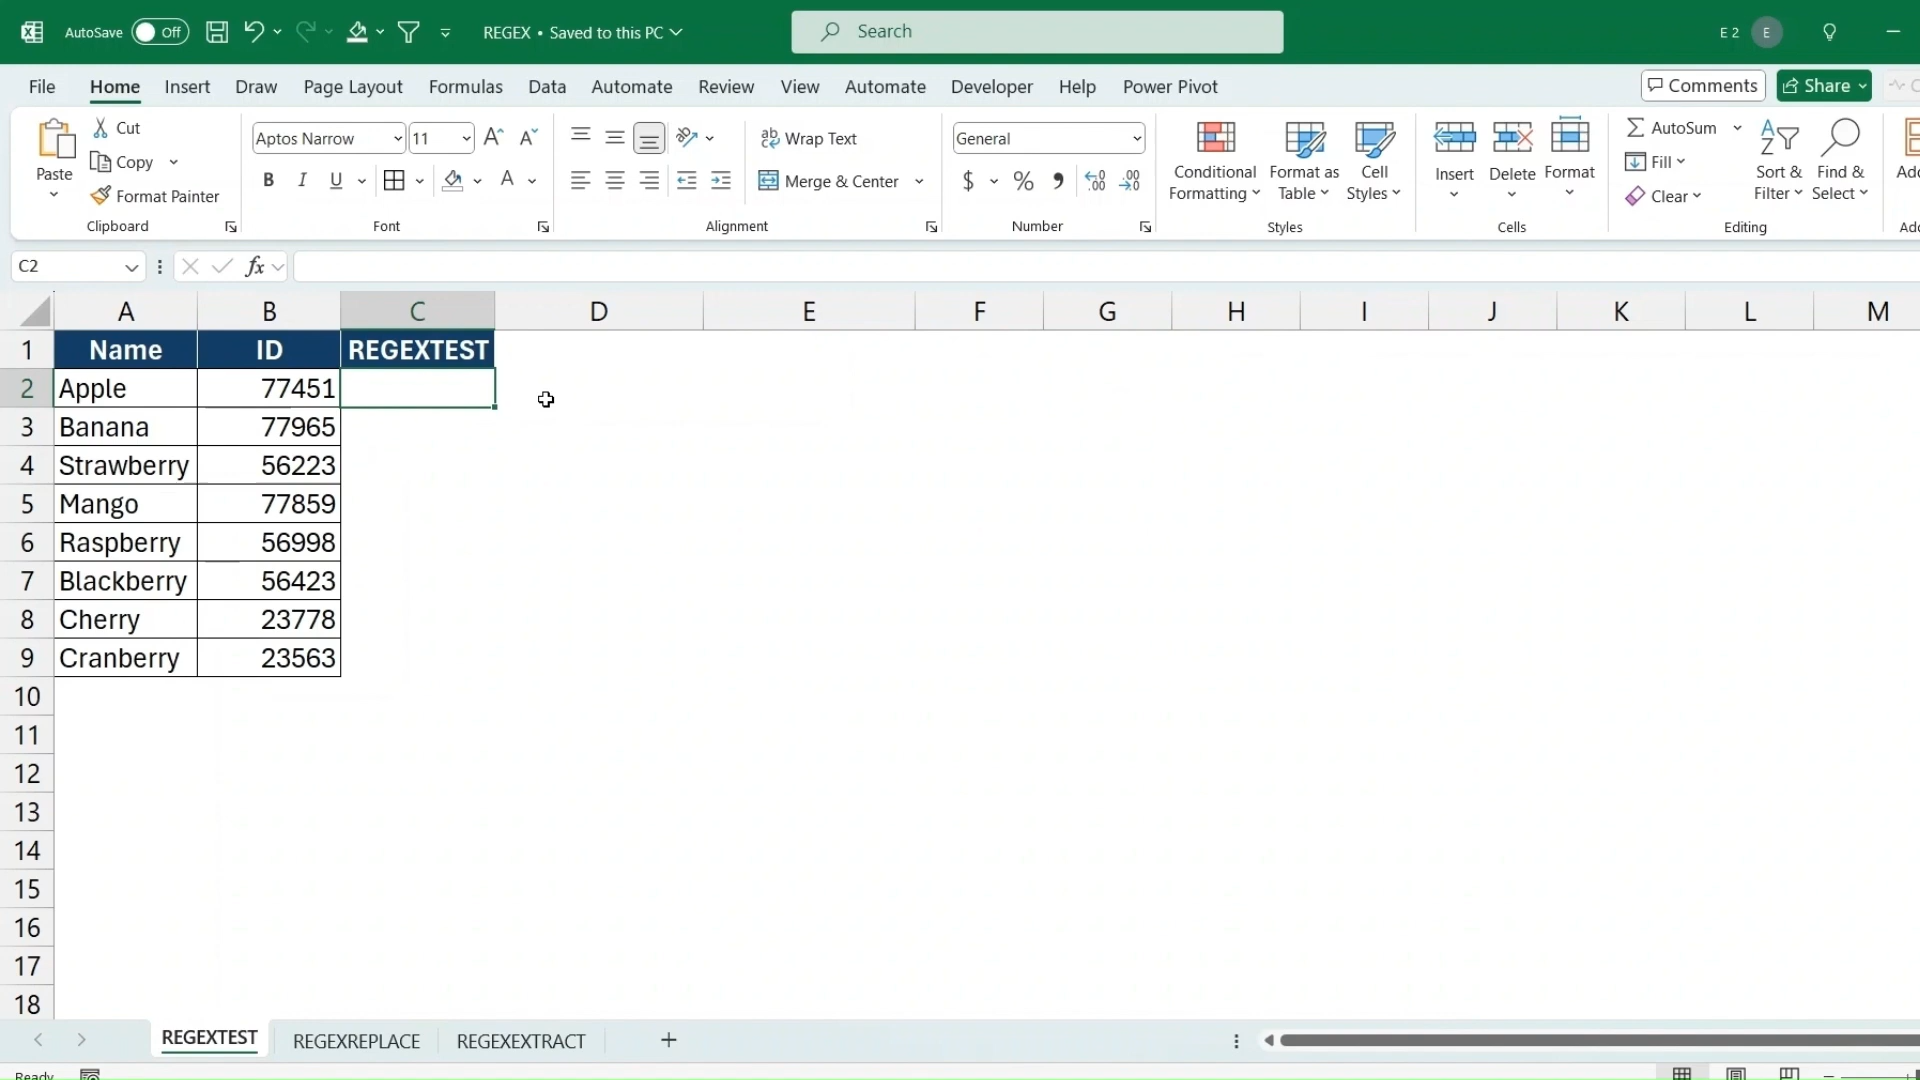 AutoSave Off REGEX • Saved to this PC Search E 2 E
File Home Insert Draw Page Layout Formulas Data Automate Review View Automate Developer Help Power Pivot Comments Share
Paste Cut Copy Format Painter Clipboard
Aptos Narrow 11 B I U A Font
ab Wrap Text Merge & Center Alignment
General $ % Number
Conditional Formatting Format as Table Cell Styles Styles
Insert Delete Format Cells
AutoSum Fill Clear Sort & Filter Find & Select Editing
C2 fx
A B C D E F G H I J K L M
1 Name ID REGEXTEST
2 Apple 77451
3 Banana 77965
4 Strawberry 56223
5 Mango 77859
6 Raspberry 56998
7 Blackberry 56423
8 Cherry 23778
9 Cranberry 23563
10
11
12
13
14
15
16
17
18
REGEXTEST REGEXREPLACE REGEXEXTRACT
Ready